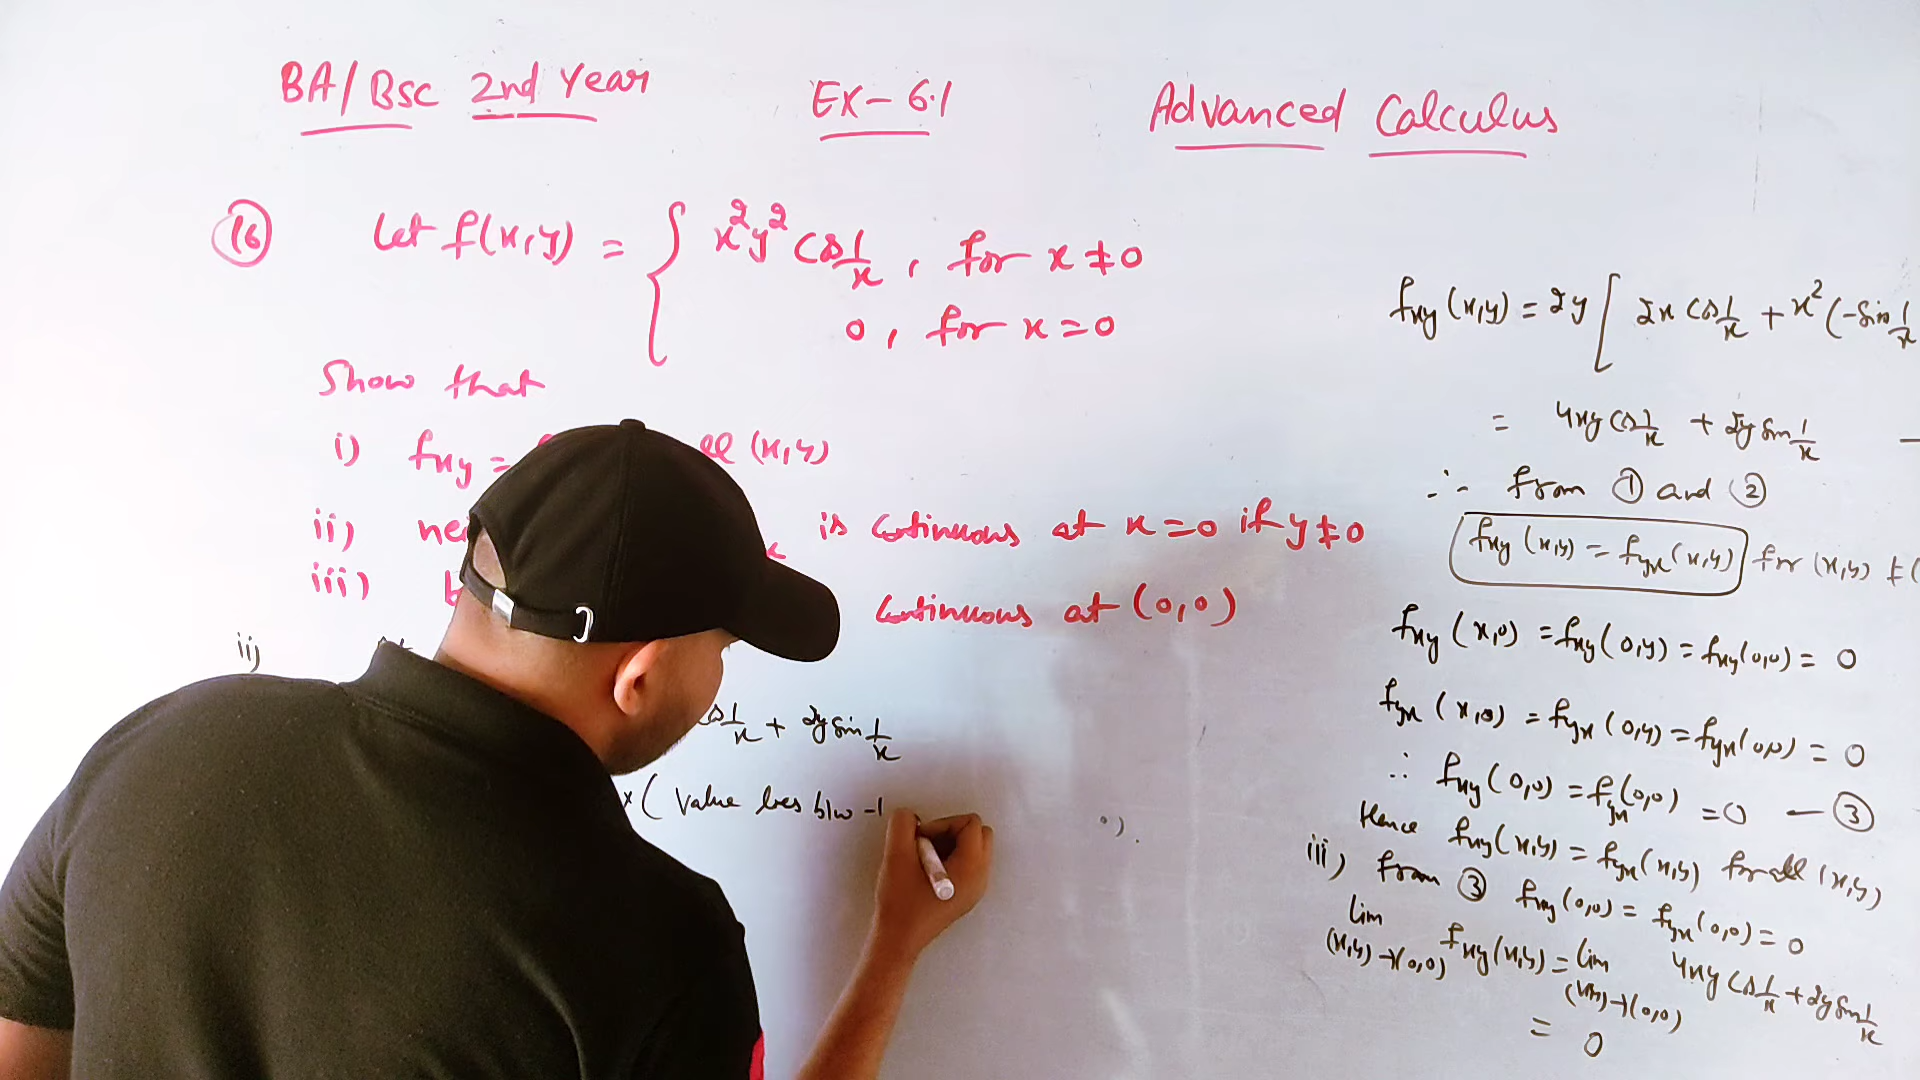 BA/BSc 2nd Year EX-6.1 Advanced Calculus
(16) Let f(x,y) = { x²y² cos 1/x , for x≠0
0 , for x=0
Show that
i) fxy = (x,y)
ii) is continuous at x=0 if y≠0
iii) continuous at (0,0)
ii)
1/x + 2y sin 1/x
x ( value lies b/w -1
fxy (x,y) = 2y [ 2x cos 1/x + x² (-sin 1/x
= 4xy cos 1/x + 2y sin 1/x —
∴ from ① and ②
fxy (x,y) = fyx (x,y) for (x,y) ≠ (
fxy (x,0) = fxy (0,y) = fxy (0,0) = 0
fyx (x,0) = fyx (0,y) = fyx (0,0) = 0
∴ fxy (0,0) = fyx (0,0) = 0 — ③
Hence fxy (x,y) = fyx (x,y) for all (x,y)
iii) from ③ fxy (0,0) = fyx (0,0) = 0
lim (x,y)→(0,0) fxy (x,y) = lim (x,y)→(0,0) 4xy cos 1/x + 2y sin 1/x
= 0